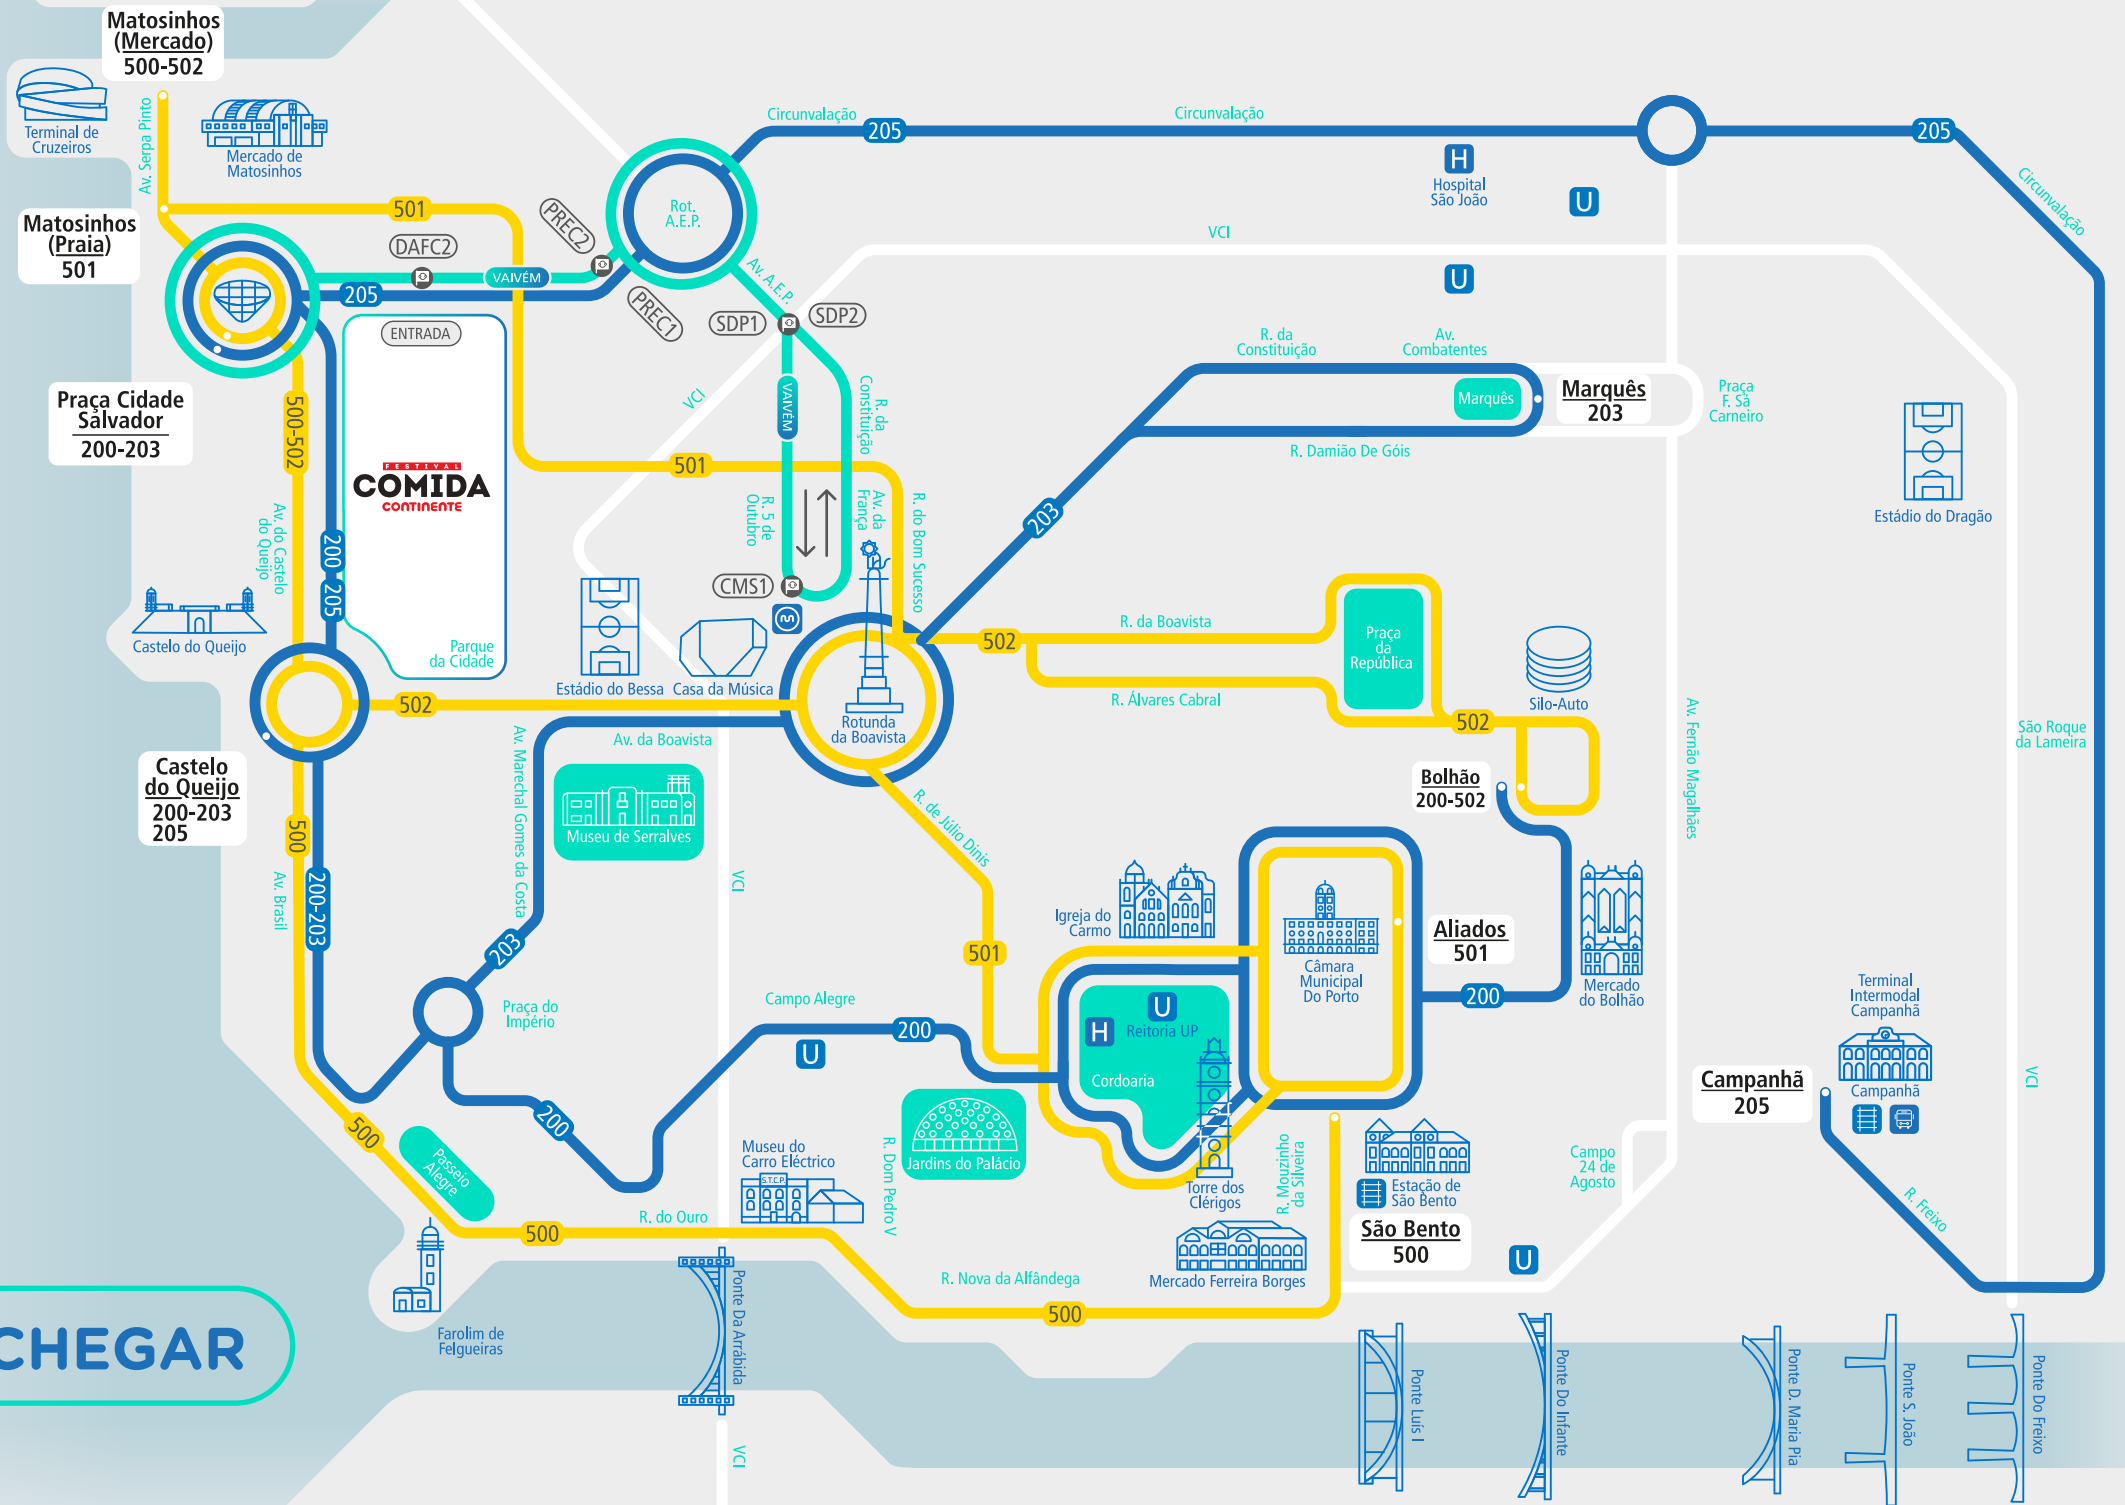 Matosinhos
(Mercado)
500-502
Terminal de
Cruzeiros
Av. Serpa Pinto
Mercado de
Matosinhos
Matosinhos
(Praia)
501
501
DAFC2
PREC2
VAIVÉM
205
PREC1
Rot.
A.E.P.
Circunvalação
205
Circunvalação
205
Circunvalação
H
Hospital
São João
U
VCI
U
Av. A.E.P.
SDP1
SDP2
VCI
VAIVÉM
R. da
Constituição
R. da
Constituição
Av.
Combatentes
Marquês
Marquês
203
Praça
F. Sá
Carneiro
R. Damião De Góis
Estádio do Dragão
ENTRADA
FESTIVAL
COMIDA
CONTINENTE
Parque
da Cidade
Praça Cidade
Salvador
200-203
500-502
Av. do Castelo
do Queijo
200
205
Castelo do Queijo
501
R. 5 de
Outubro
Av. da
França
R. do Bom Sucesso
203
CMS1
Estádio do Bessa
Casa da Música
Rotunda
da Boavista
502
R. da Boavista
R. Álvares Cabral
Praça
da
República
502
Silo-Auto
Av. Fernão Magalhães
São Roque
da Lameira
502
Av. da Boavista
Av. Marechal Gomes da Costa
Museu de Serralves
Castelo
do Queijo
200-203
205
500
Av. Brasil
200-203
203
Praça do
Império
VCI
R. de Júlio Dinis
Bolhão
200-502
501
Igreja do
Carmo
Câmara
Municipal
Do Porto
Aliados
501
200
Mercado
do Bolhão
Campo Alegre
U
200
H
U
Reitoria UP
Cordoaria
Terminal
Intermodal
Campanhã
Campanhã
Campanhã
205
VCI
500
200
Passeio
Alegre
Museu do
Carro Eléctrico
S.T.C.P.
R. Dom Pedro V
Jardins do Palácio
Torre dos
Clérigos
R. Mouzinho
da Silveira
Estação de
São Bento
São Bento
500
Campo
24 de
Agosto
R. Freixo
500
R. do Ouro
Mercado Ferreira Borges
R. Nova da Alfândega
500
U
Farolim de
Felgueiras
Ponte Da Arrábida
CHEGAR
VCI
Ponte Luís I
Ponte Do Infante
Ponte D. Maria Pia
Ponte S. João
Ponte Do Freixo